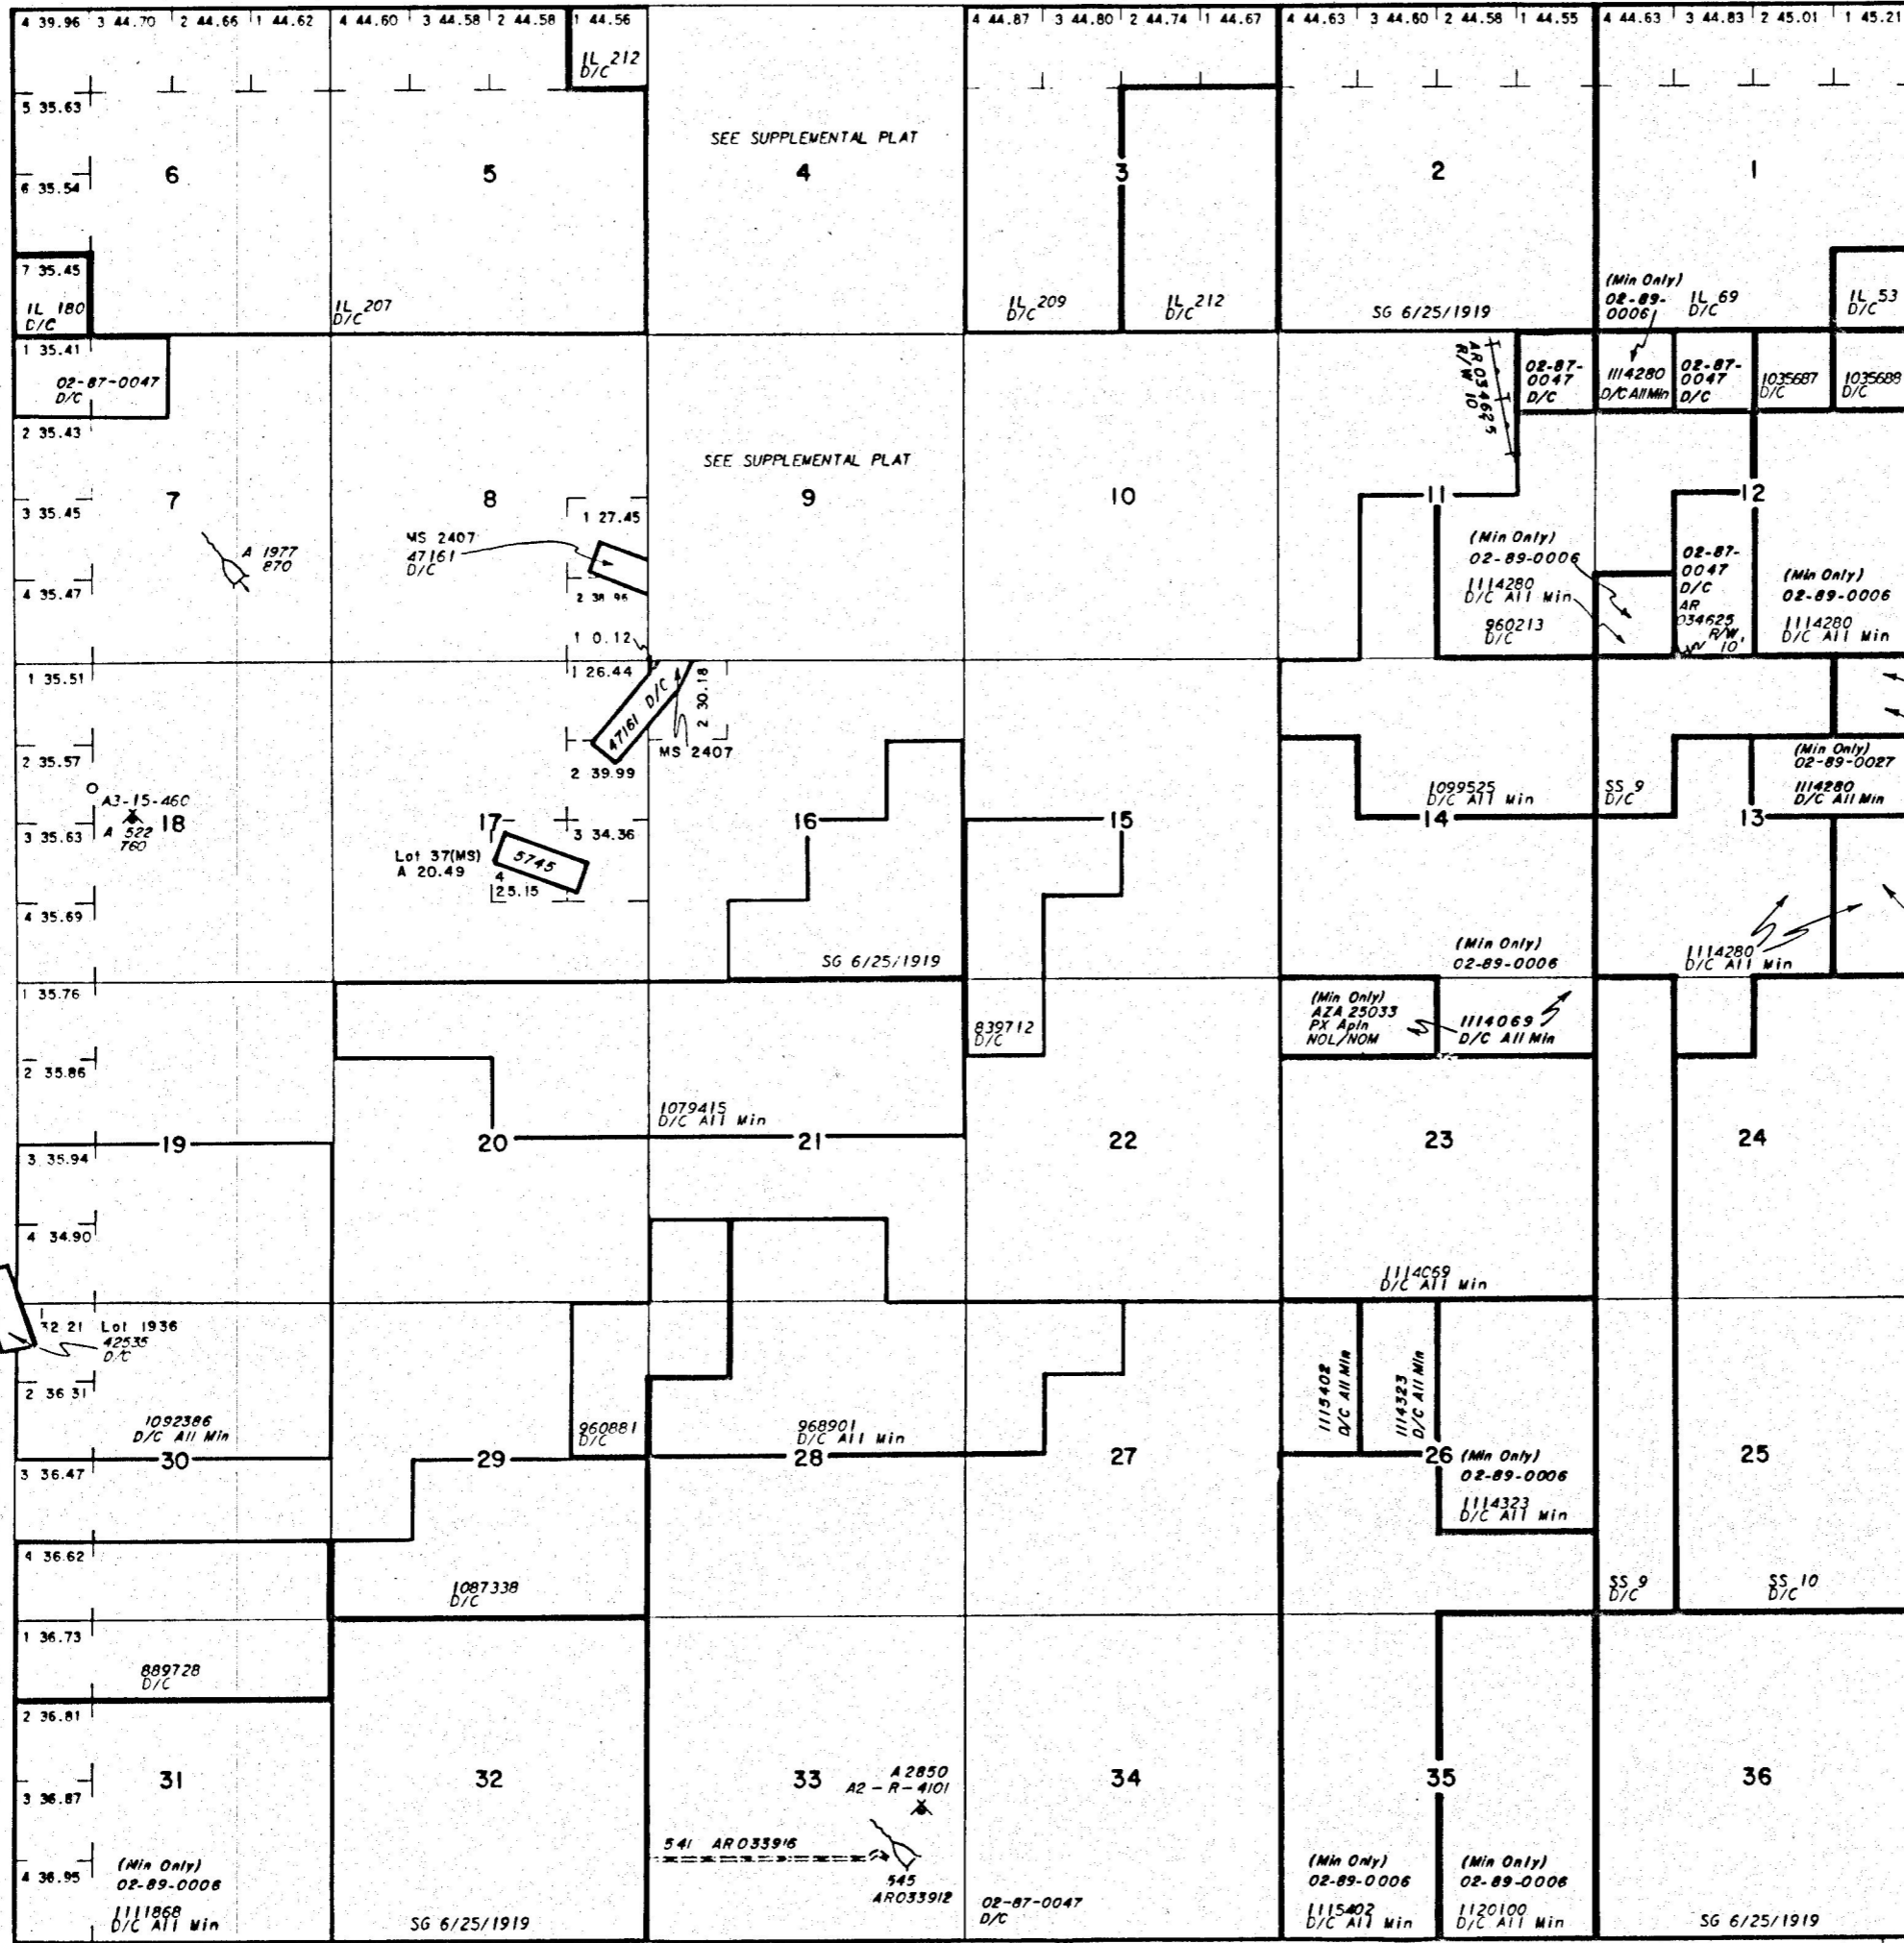 4 39.96 3 44.70 2 44.66 1 44.62 4 44.60 3 44.58 2 44.58 1 44.56 4 44.87 3 44.80 2 44.74 1 44.67 4 44.63 3 44.60 2 44.58 1 44.55 4 44.63 3 44.83 2 45.01 1 45.21
IL 212
D/C
5 35.63
SEE SUPPLEMENTAL PLAT
6 35.54
6
5
4
3
2
1
7 35.45
IL 180
D/C
IL 207
D/C
IL 209
D/C
IL 212
D/C
SG 6/25/1919
(Min Only)
02-89-
0006
IL 69
D/C
IL 53
D/C
1 35.41
02-87-0047
D/C
2 35.43
AR 034625
R/W 10
02-87-
0047
D/C
1114280
D/C All Min
02-87-
0047
D/C
1035687
D/C
1035688
D/C
SEE SUPPLEMENTAL PLAT
3 35.45
7
8
9
10
11
12
1 27.45
A 1977
870
MS 2407
47161
D/C
4 35.47
2 38.96
1 0.12
(Min Only)
02-89-0006
1114280
D/C All Min
960213
D/C
02-87-
0047
D/C
AR
034625
R/W
10
(Min Only)
02-89-0006
1114280
D/C All Min
1 35.51
1 26.44
47161 D/C
2 30.18
MS 2407
2 35.57
2 39.99
A3-15-460
A 522
760
3 35.63
18
17
3 34.36
16
15
14
13
Lot 37(MS)
A 20.49
5745
4
25.15
1099525
D/C All Min
SS 9
D/C
(Min Only)
02-89-0027
1114280
D/C All Min
4 35.69
SG 6/25/1919
(Min Only)
02-89-0006
1114280
D/C All Min
1 35.76
839712
D/C
(Min Only)
AZA 25033
PX Apln
NOL/NOM
1114069
D/C All Min
2 35.86
1079415
D/C All Min
19
20
21
22
23
24
3 35.94
4 34.90
1114069
D/C All Min
32.21 Lot 1936
42535
D/C
2 36.31
1092386
D/C All Min
960881
D/C
968901
D/C All Min
1115402
D/C All Min
1114323
D/C All Min
30
29
28
27
26
25
3 36.47
(Min Only)
02-89-0006
1114323
D/C All Min
4 36.62
1087338
D/C
SS 9
D/C
SS 10
D/C
1 36.73
889728
D/C
2 36.81
31
32
33
34
35
36
3 36.87
A 2850
A2-R-4101
541 AR033916
545
AR033912
4 36.95
(Min Only)
02-89-0006
1111868
D/C All Min
SG 6/25/1919
02-87-0047
D/C
(Min Only)
02-89-0006
1115402
D/C All Min
(Min Only)
02-89-0006
1120100
D/C All Min
SG 6/25/1919